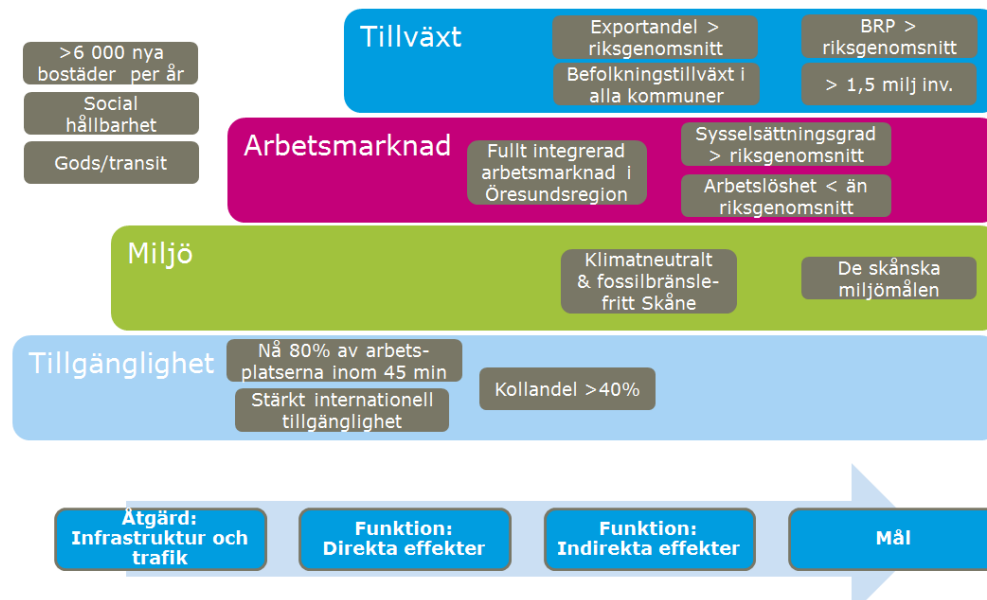 >6 000 nya
bostäder per år
Social
hållbarhet
Gods/transit
Tillväxt
Exportandel >
riksgenomsnitt
BRP >
riksgenomsnitt
Befolkningstillväxt i
alla kommuner
> 1,5 milj inv.
Arbetsmarknad
Fullt integrerad
arbetsmarknad i
Öresundsregion
Sysselsättningsgrad
> riksgenomsnitt
Arbetslöshet < än
riksgenomsnitt
Miljö
Klimatneutralt
& fossilbränsle-
fritt Skåne
De skånska
miljömålen
Tillgänglighet
Nå 80% av arbets-
platserna inom 45 min
Stärkt internationell
tillgänglighet
Kollandel >40%
Åtgärd:
Infrastruktur och
trafik
Funktion:
Direkta effekter
Funktion:
Indirekta effekter
Mål